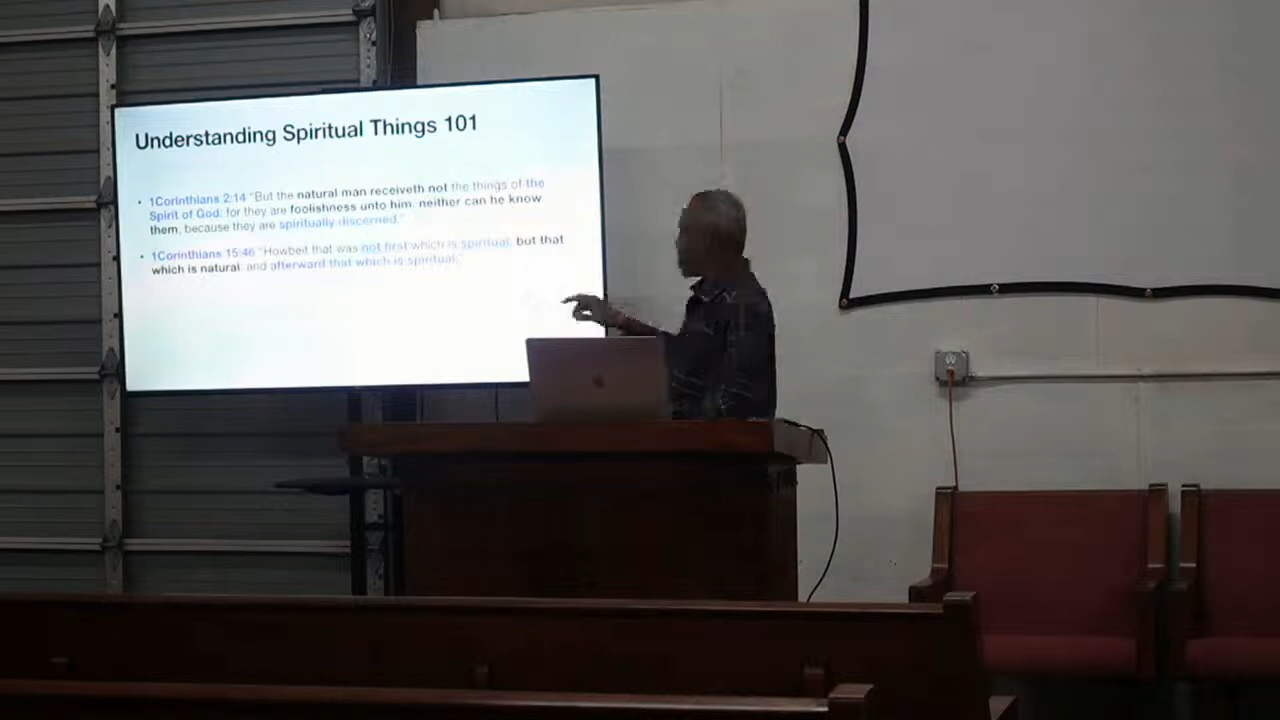 Understanding Spiritual Things 101
• 1Corinthians 2:14 "But the natural man receiveth not the things of the
Spirit of God: for they are foolishness unto him: neither can he know
them, because they are spiritually discerned."
• 1Corinthians 15:46 "Howbeit that was not first which is spiritual, but that
which is natural; and afterward that which is spiritual."